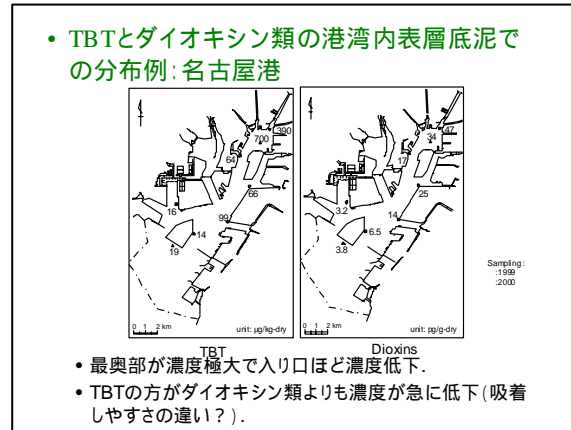 • TBTとダイオキシン類の港湾内表層底泥で
の分布例:名古屋港
700
390
64
66
99
16
14
19
0 1 2 km
unit: μg/kg-dry
TBT
47
34
17
25
14
3.2
6.5
3.8
0 1 2 km
unit: pg/g-dry
Dioxins
Sampling :
:1999
:2000
• 最奥部が濃度極大で入り口ほど濃度低下.
• TBTの方がダイオキシン類よりも濃度が急に低下(吸着
しやすさの違い?).